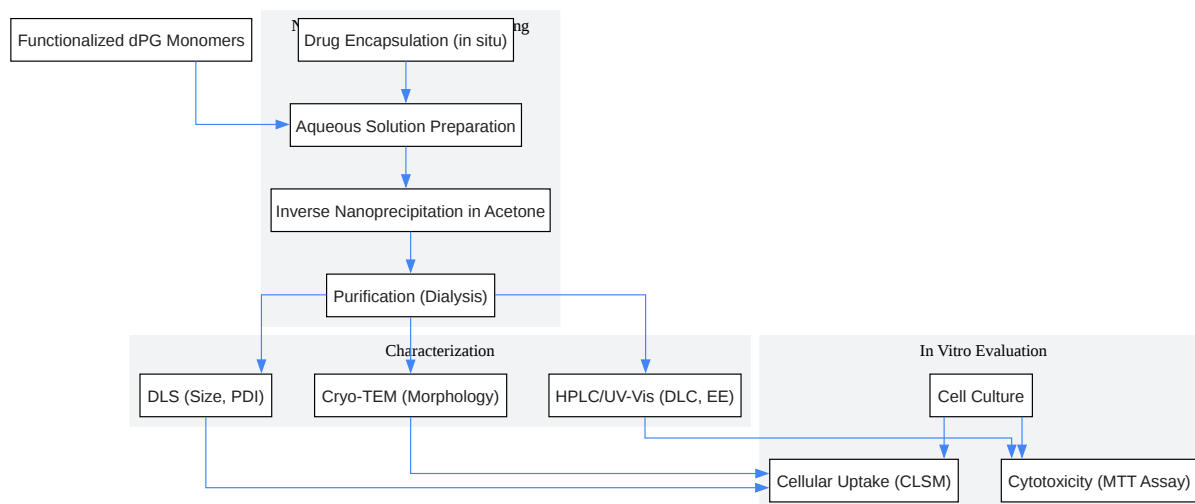 Functionalized dPG Monomers
Drug Encapsulation (in situ)
Aqueous Solution Preparation
Inverse Nanoprecipitation in Acetone
Purification (Dialysis)
Characterization
In Vitro Evaluation
DLS (Size, PDI)
Cryo-TEM (Morphology)
HPLC/UV-Vis (DLC, EE)
Cell Culture
Cellular Uptake (CLSM)
Cytotoxicity (MTT Assay)